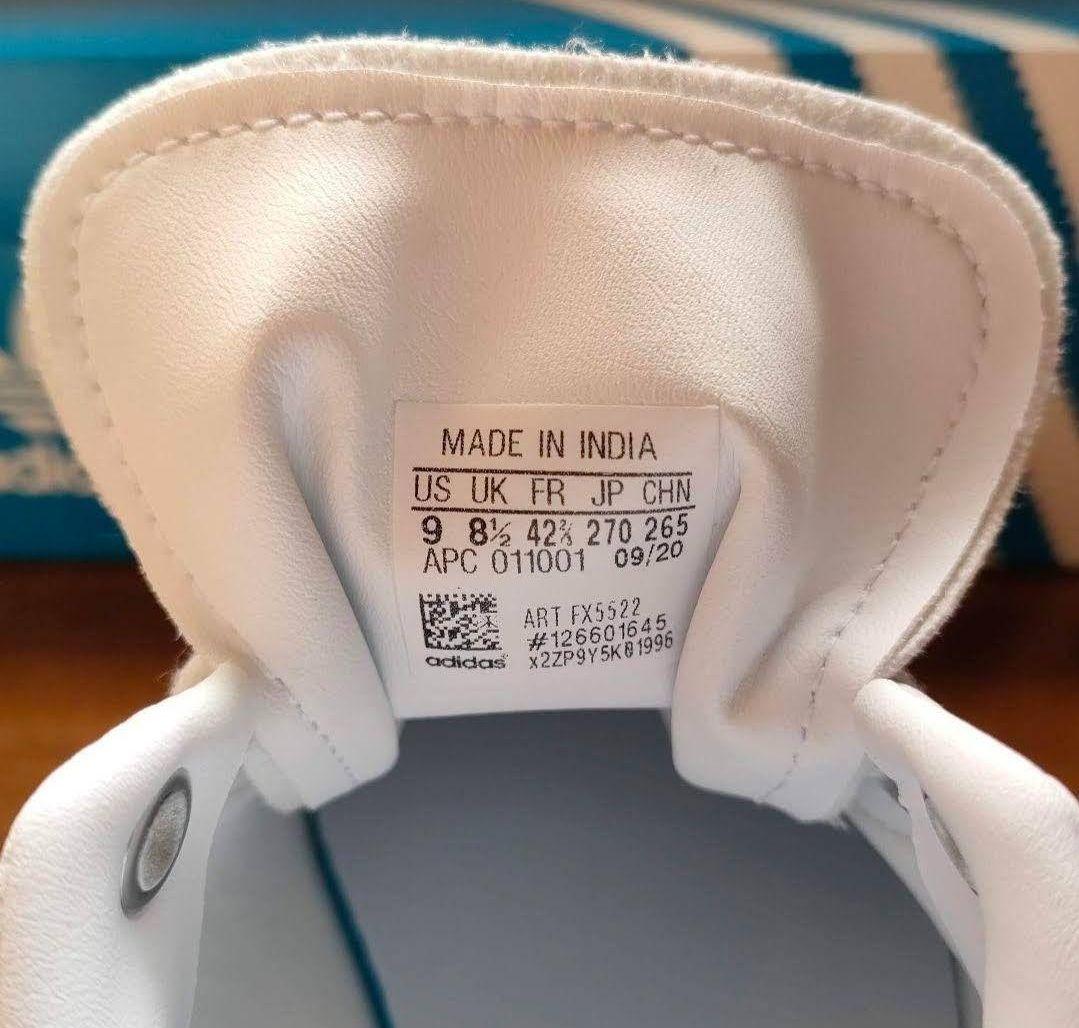 MADE IN INDIA
US UK FR JP CHN
9 8½ 42⅔ 270 265
APC 011001 09/20
ART FX5522
#126601645
adidas